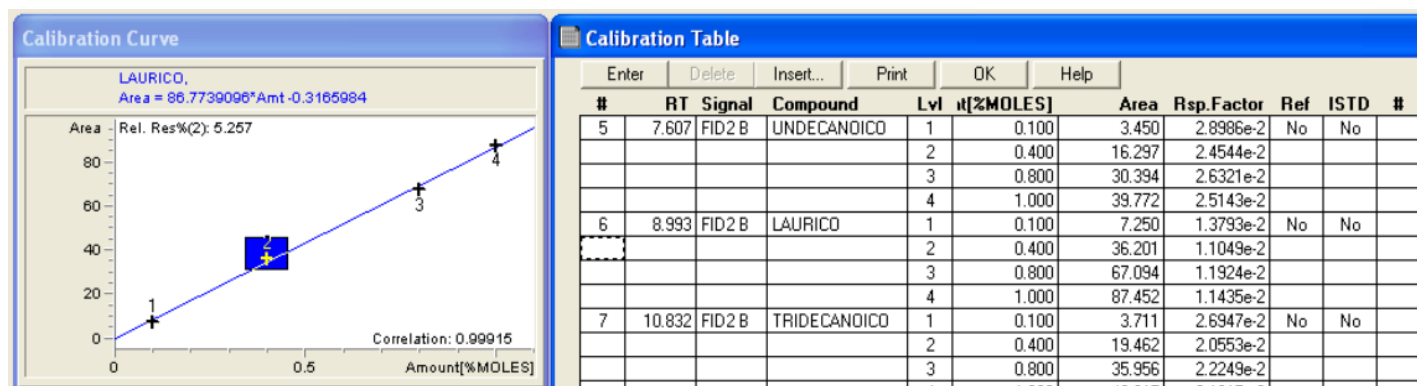 Calibration Curve
LAURICO,
Area = 86.7739096*Amt -0.3165984
Area
Rel. Res%(2): 5.257
80
60
40
20
0
1
2
3
4
Correlation: 0.99915
0
0.5
Amount[%MOLES]
Calibration Table
Enter Delete Insert... Print OK Help
# RT Signal Compound Lvl ıt[%MOLES] Area Rsp.Factor Ref ISTD #
5 7.607 FID2 B UNDECANOICO 1 0.100 3.450 2.8986e-2 No No
2 0.400 16.297 2.4544e-2
3 0.800 30.394 2.6321e-2
4 1.000 39.772 2.5143e-2
6 8.993 FID2 B LAURICO 1 0.100 7.250 1.3793e-2 No No
2 0.400 36.201 1.1049e-2
3 0.800 67.094 1.1924e-2
4 1.000 87.452 1.1435e-2
7 10.832 FID2 B TRIDECANOICO 1 0.100 3.711 2.6947e-2 No No
2 0.400 19.462 2.0553e-2
3 0.800 35.956 2.2249e-2